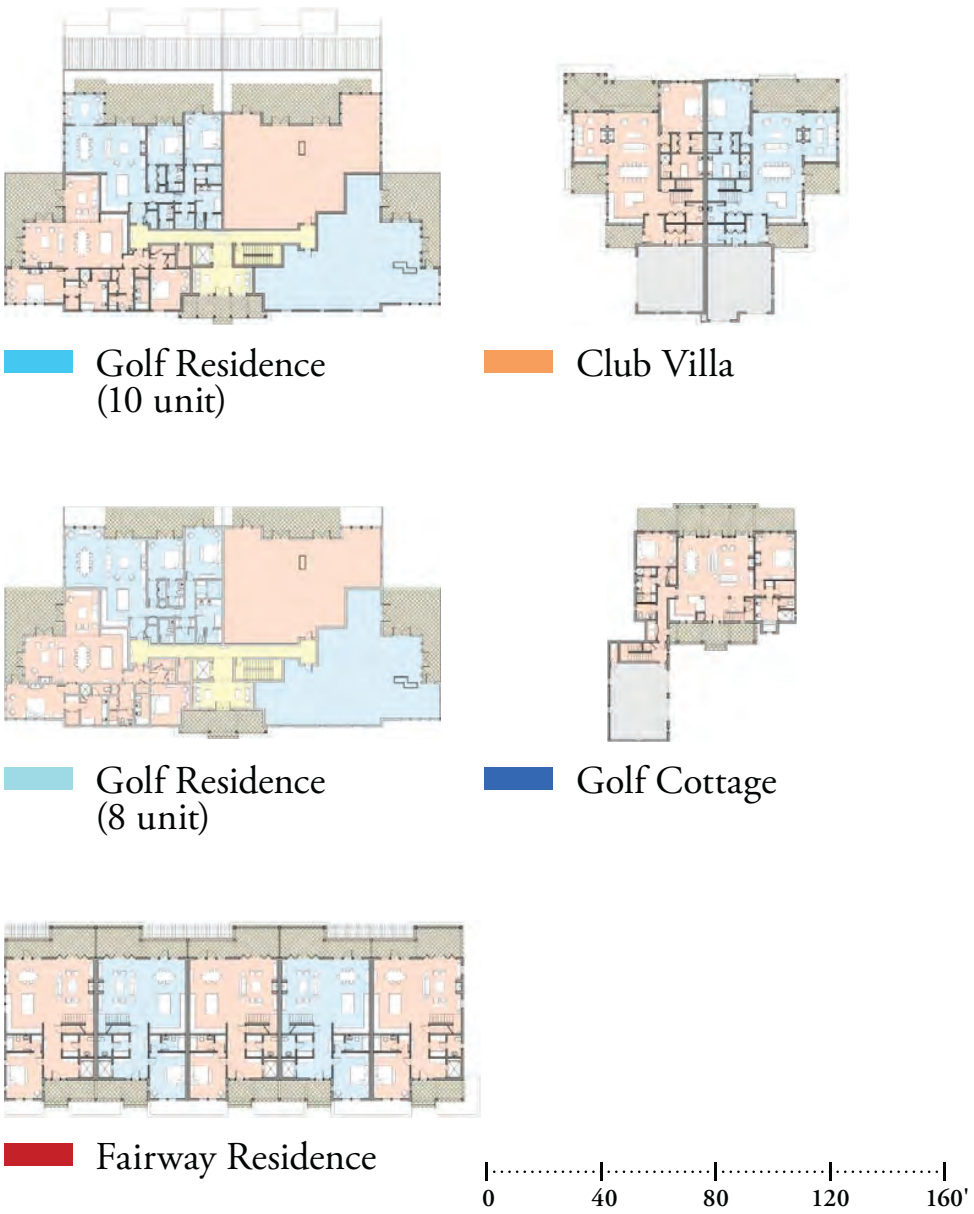 Golf Residence
(10 unit)
Club Villa
Golf Residence
(8 unit)
Golf Cottage
Fairway Residence
0 40 80 120 160'